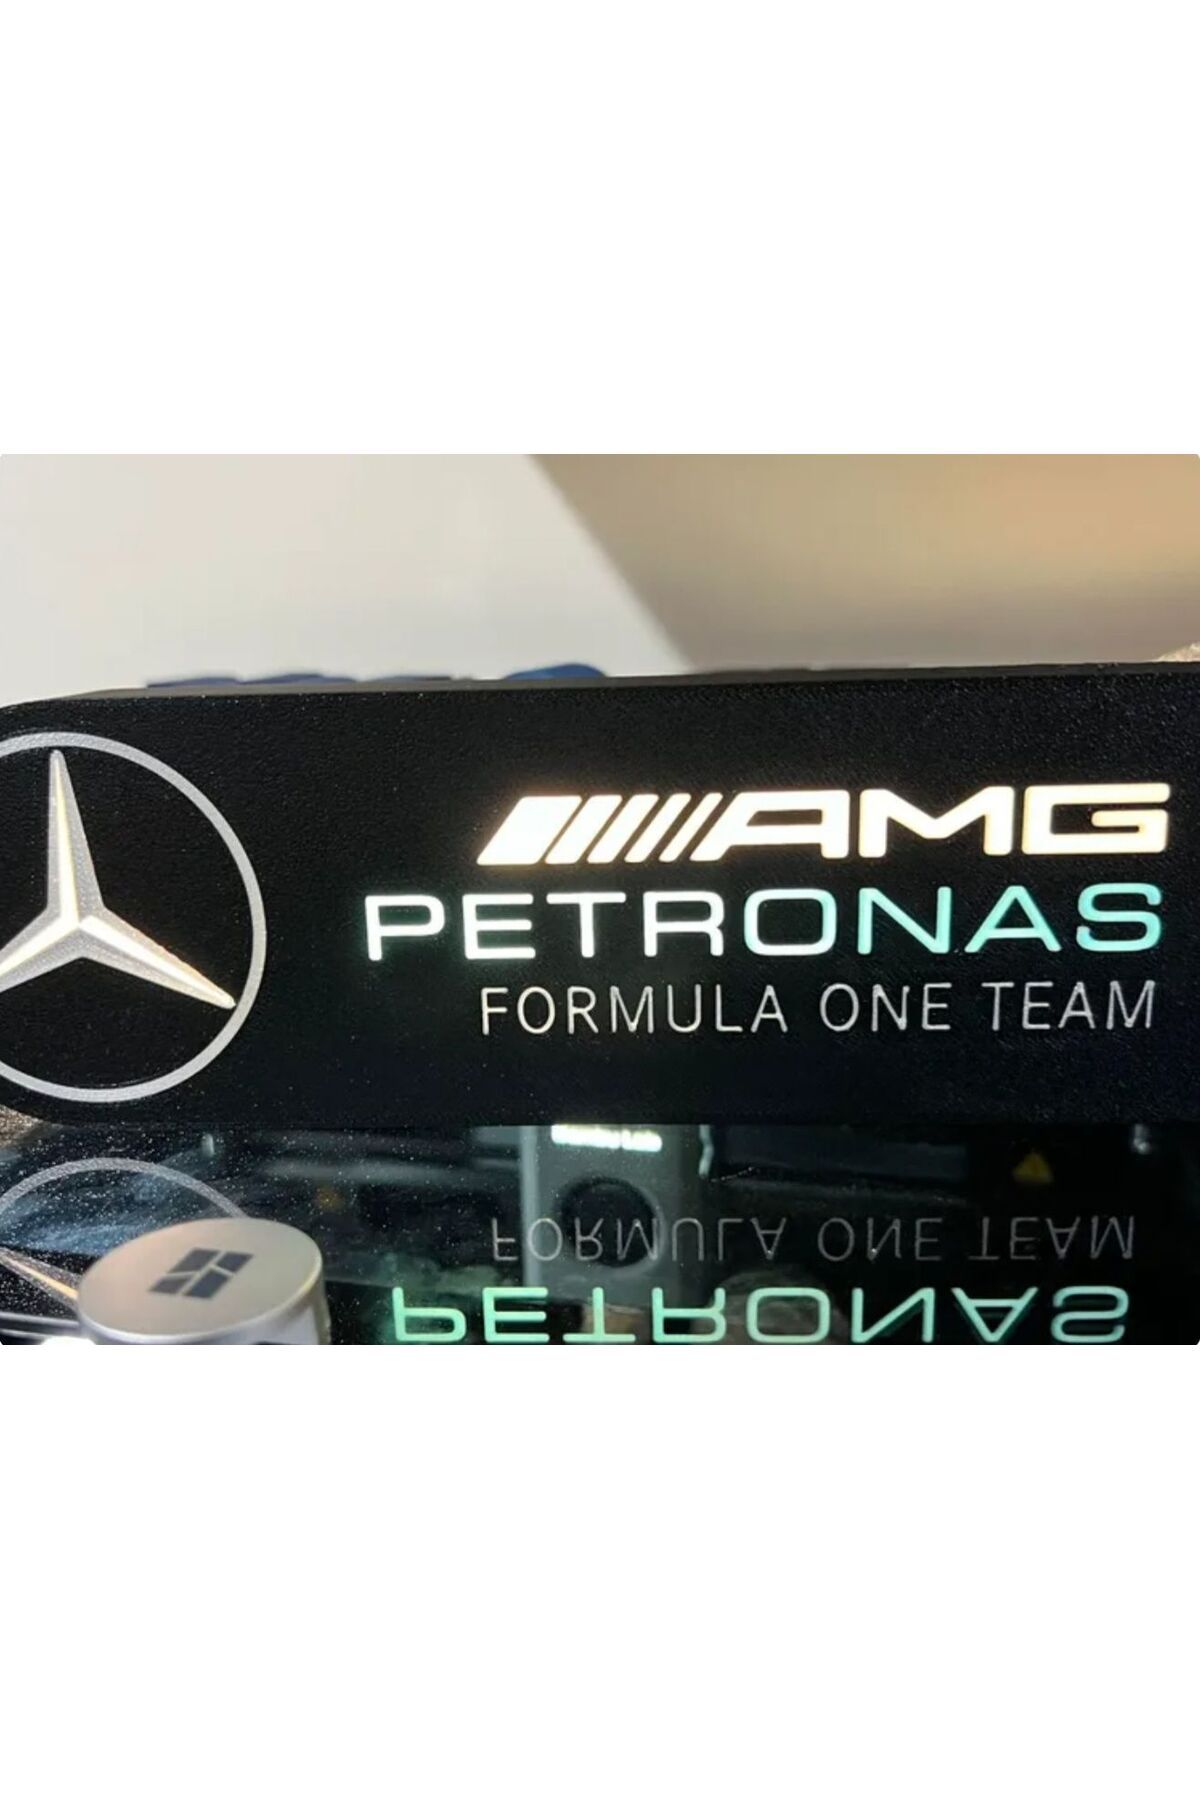 AMG
PETRONAS
FORMULA ONE TEAM
FORMULA ONE TEAM
PETRONAS